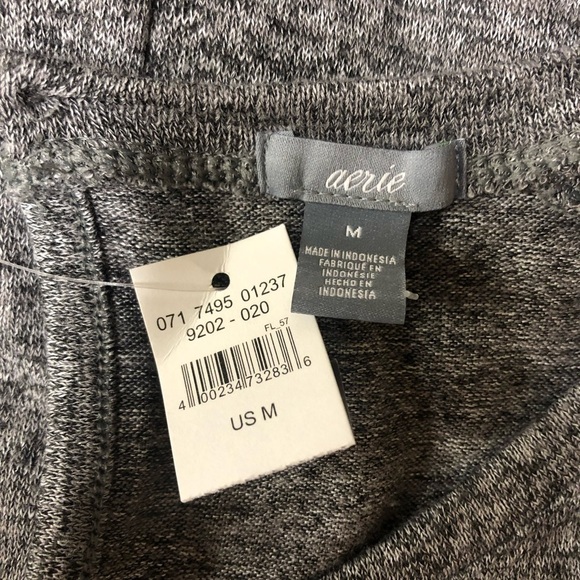 aerie
M
MADE IN INDONESIA
FABRIQUÉ EN
INDONÉSIE
HECHO EN
INDONESIA
071 7495 01237
9202 - 020
FL_57
4 00234 73283 6
US M